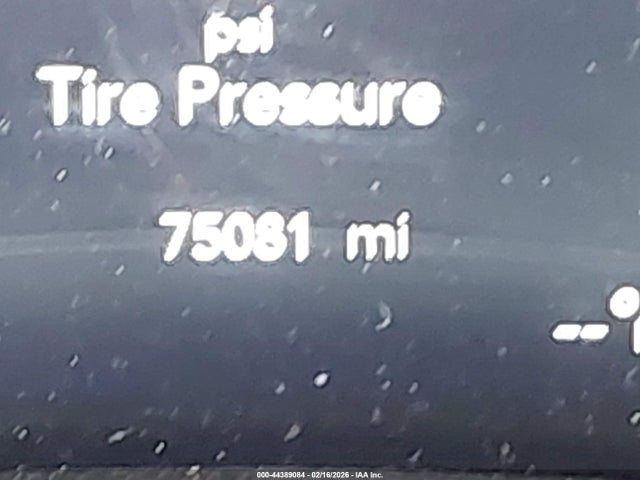 psi
Tire Pressure
75081 mi
--°
000-44389084 - 02/16/2026 - IAA Inc.